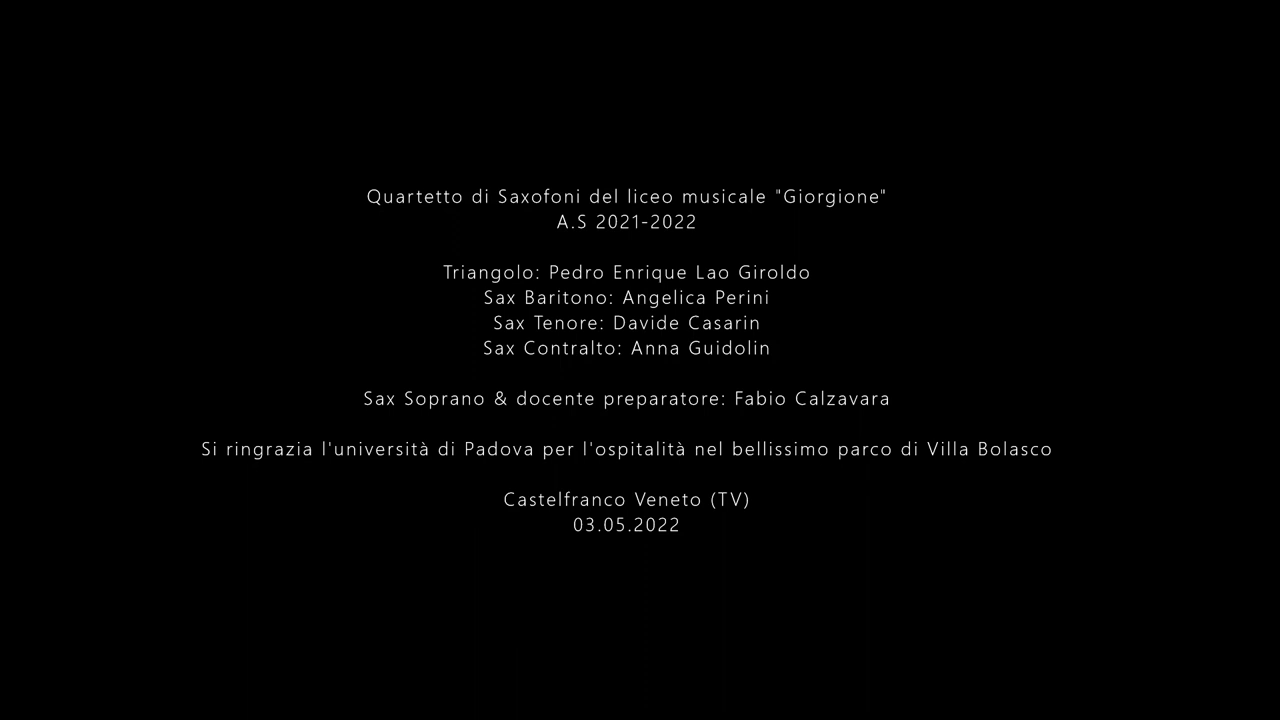 Quartetto di Saxofoni del liceo musicale "Giorgione"
A.S 2021-2022
Triangolo: Pedro Enrique Lao Giroldo
Sax Baritono: Angelica Perini
Sax Tenore: Davide Casarin
Sax Contralto: Anna Guidolin
Sax Soprano & docente preparatore: Fabio Calzavara
Si ringrazia l'università di Padova per l'ospitalità nel bellissimo parco di Villa Bolasco
Castelfranco Veneto (TV)
03.05.2022